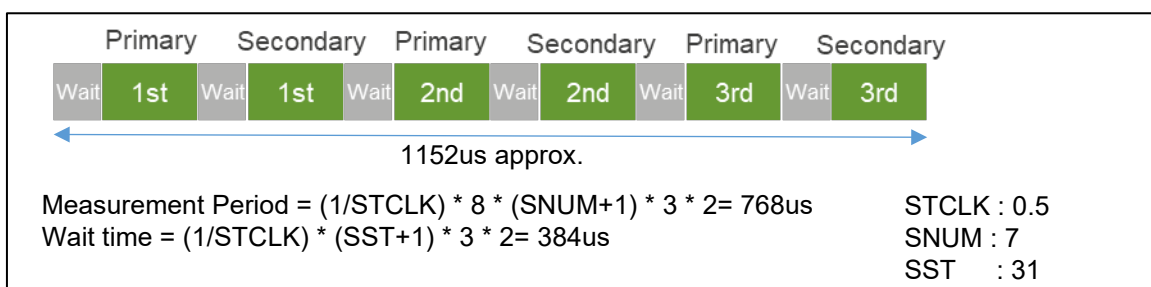 Primary Secondary Primary Secondary Primary Secondary
Wait 1st Wait 1st Wait 2nd Wait 2nd Wait 3rd Wait 3rd
1152us approx.
Measurement Period = (1/STCLK) * 8 * (SNUM+1) * 3 * 2= 768us
Wait time = (1/STCLK) * (SST+1) * 3 * 2= 384us
STCLK : 0.5
SNUM : 7
SST : 31